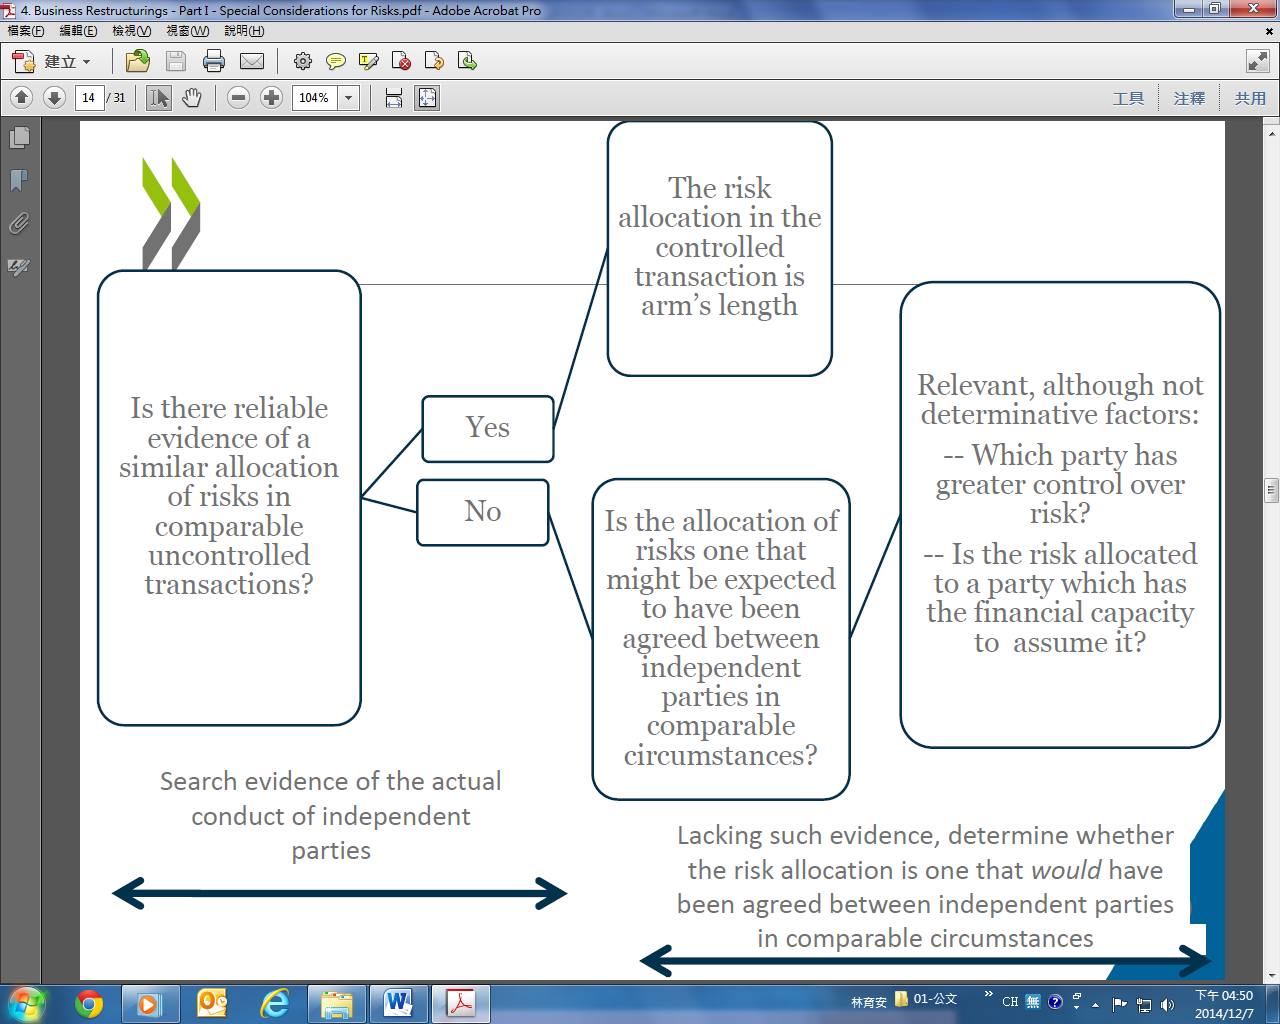 4. Business Restructurings - Part I - Special Considerations for Risks.pdf - Adobe Acrobat Pro
檔案(F) 編輯(E) 檢視(V) 視窗(W) 說明(H)
建立
14 / 31 104% 工具 注釋 共用
The risk
allocation in the
controlled
transaction is
arm's length
Is there reliable
evidence of a
similar allocation
of risks in
comparable
uncontrolled
transactions?
Yes
No
Is the allocation of
risks one that
might be expected
to have been
agreed between
independent
parties in
comparable
circumstances?
Relevant, although not
determinative factors:
-- Which party has
greater control over
risk?
-- Is the risk allocated
to a party which has
the financial capacity
to assume it?
Search evidence of the actual
conduct of independent
parties
Lacking such evidence, determine whether
the risk allocation is one that would have
been agreed between independent parties
in comparable circumstances
林育安 01-公文 » CH 無 下午 04:50
2014/12/7